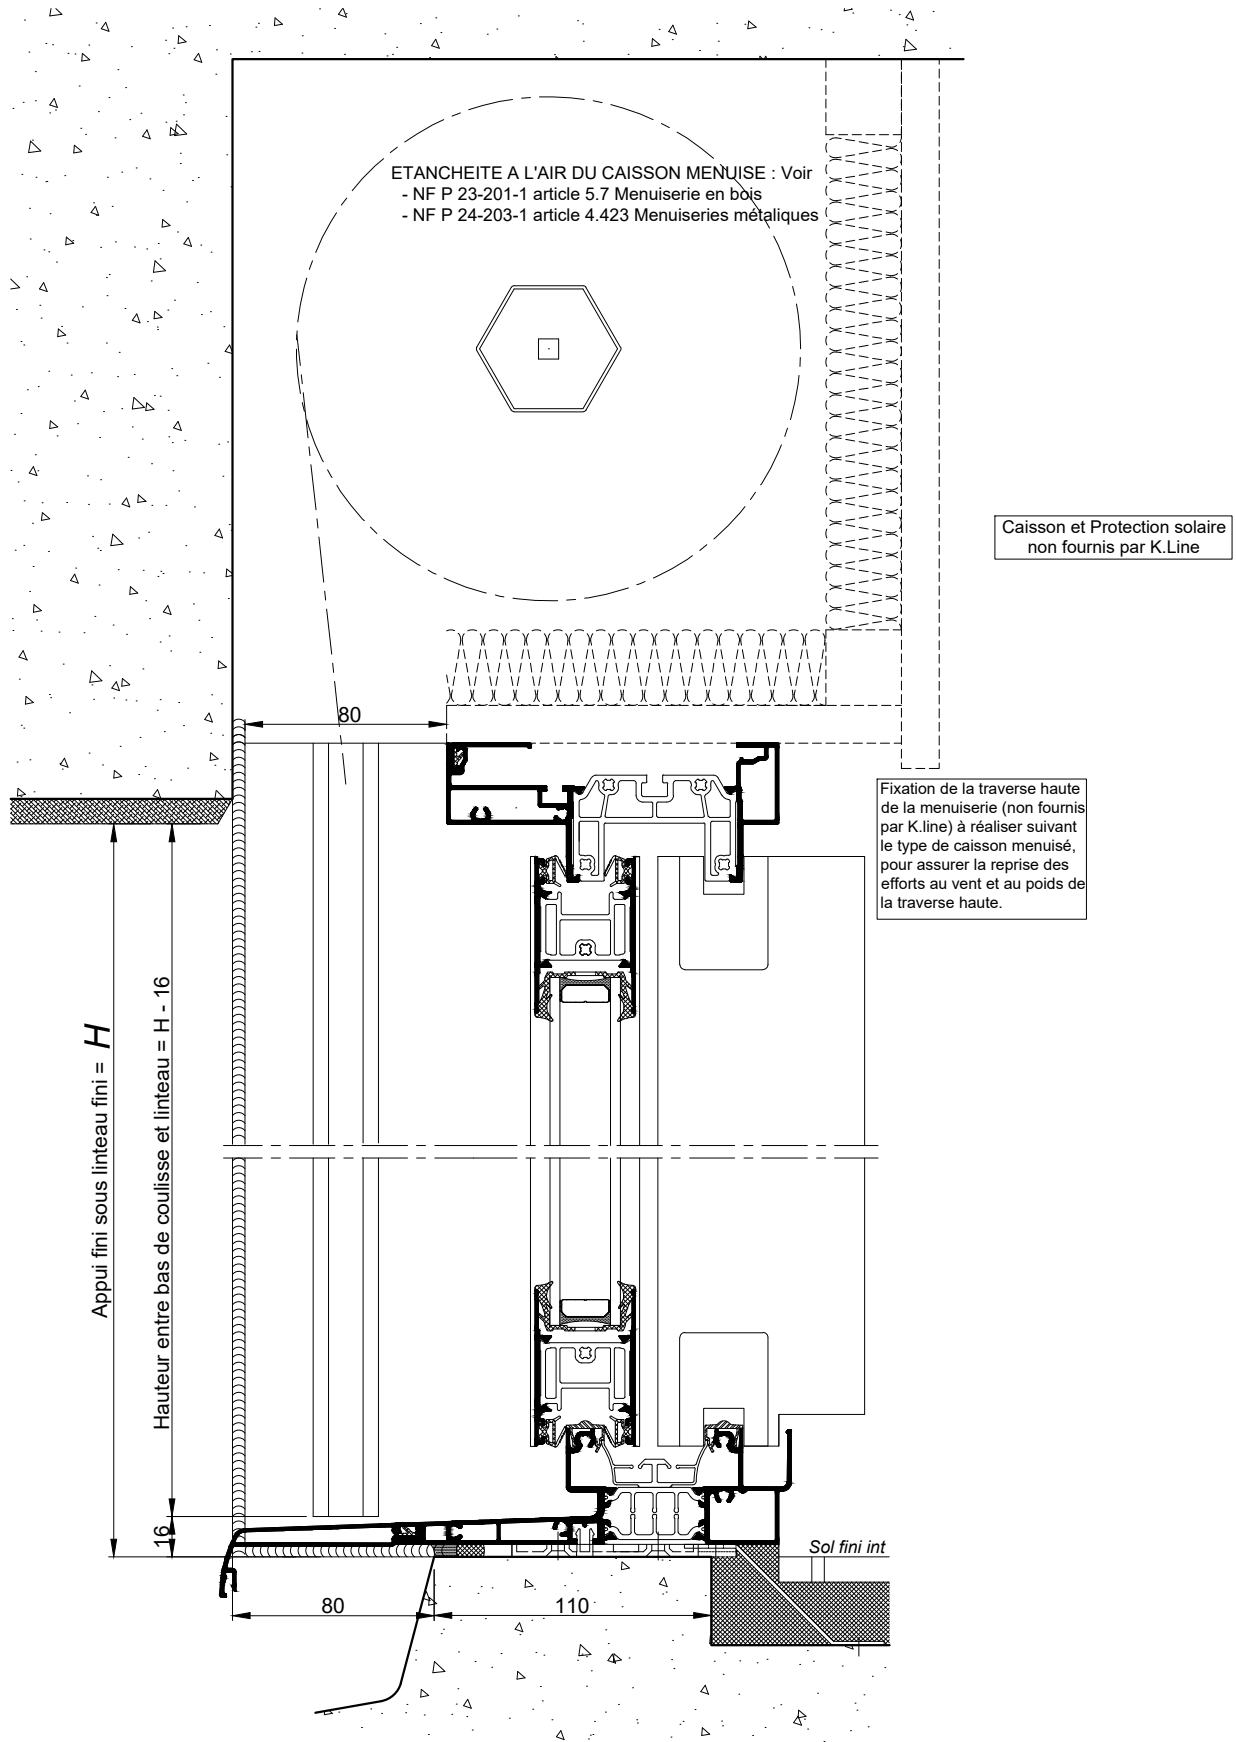 ETANCHEITE A L'AIR DU CAISSON MENUISE : Voir
- NF P 23-201-1 article 5.7 Menuiserie en bois
- NF P 24-203-1 article 4.423 Menuiseries métaliques
Caisson et Protection solaire
non fournis par K.Line
80
Fixation de la traverse haute
de la menuiserie (non fournis
par K.line) à réaliser suivant
le type de caisson menuisé,
pour assurer la reprise des
efforts au vent et au poids de
la traverse haute.
Appui fini sous linteau fini = H
Hauteur entre bas de coulisse et linteau = H - 16
16
Sol fini int
80
110